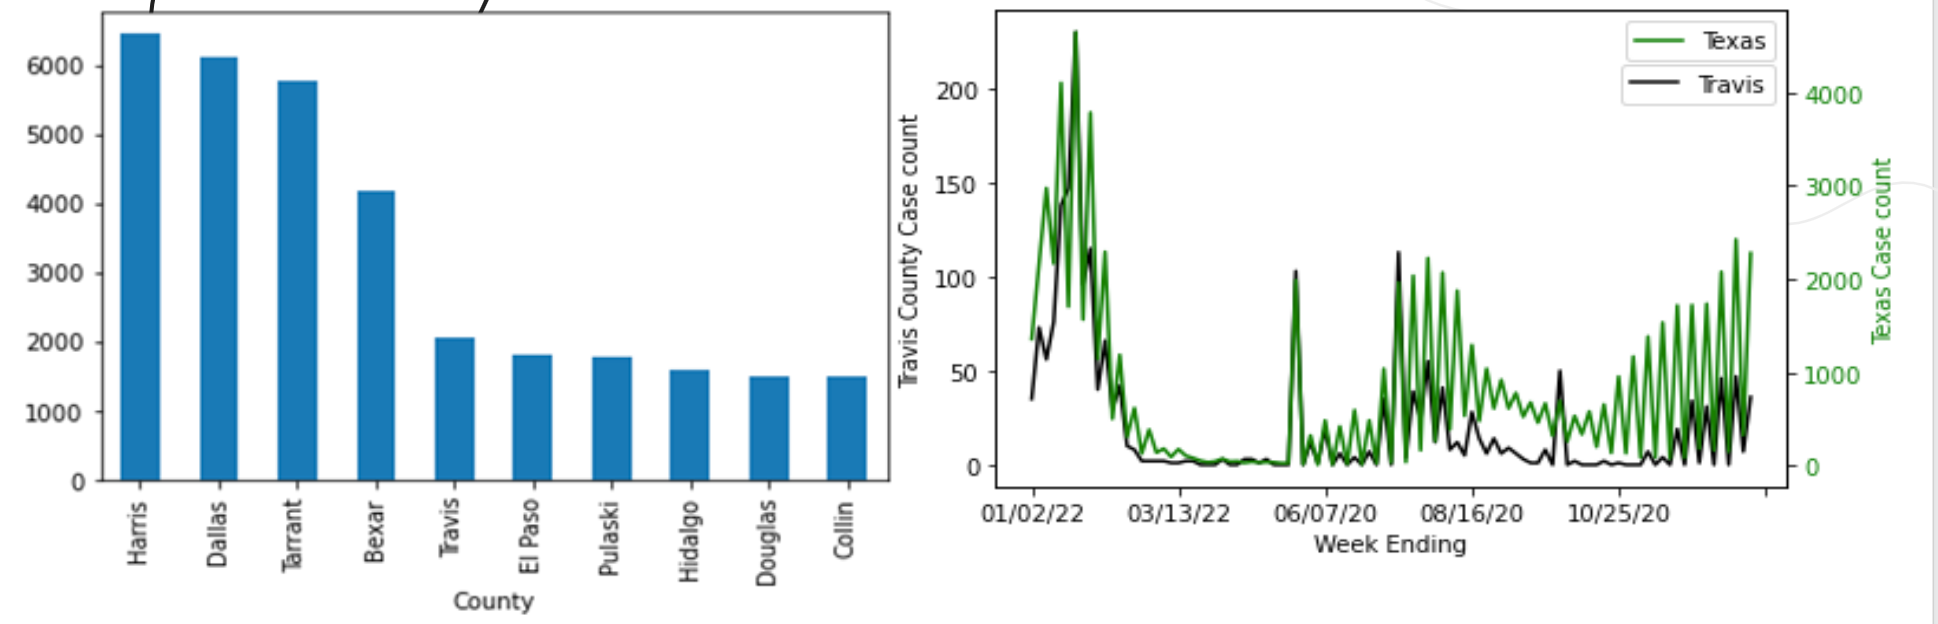 6000
5000
4000
3000
2000
1000
0
Harris
Dallas
Tarrant
Bexar
Travis
El Paso
Pulaski
Hidalgo
Douglas
Collin
County
Travis County Case count
200
150
100
50
0
Texas
Travis
4000
3000
2000
1000
0
Texas Case count
01/02/22 03/13/22 06/07/20 08/16/20 10/25/20
Week Ending